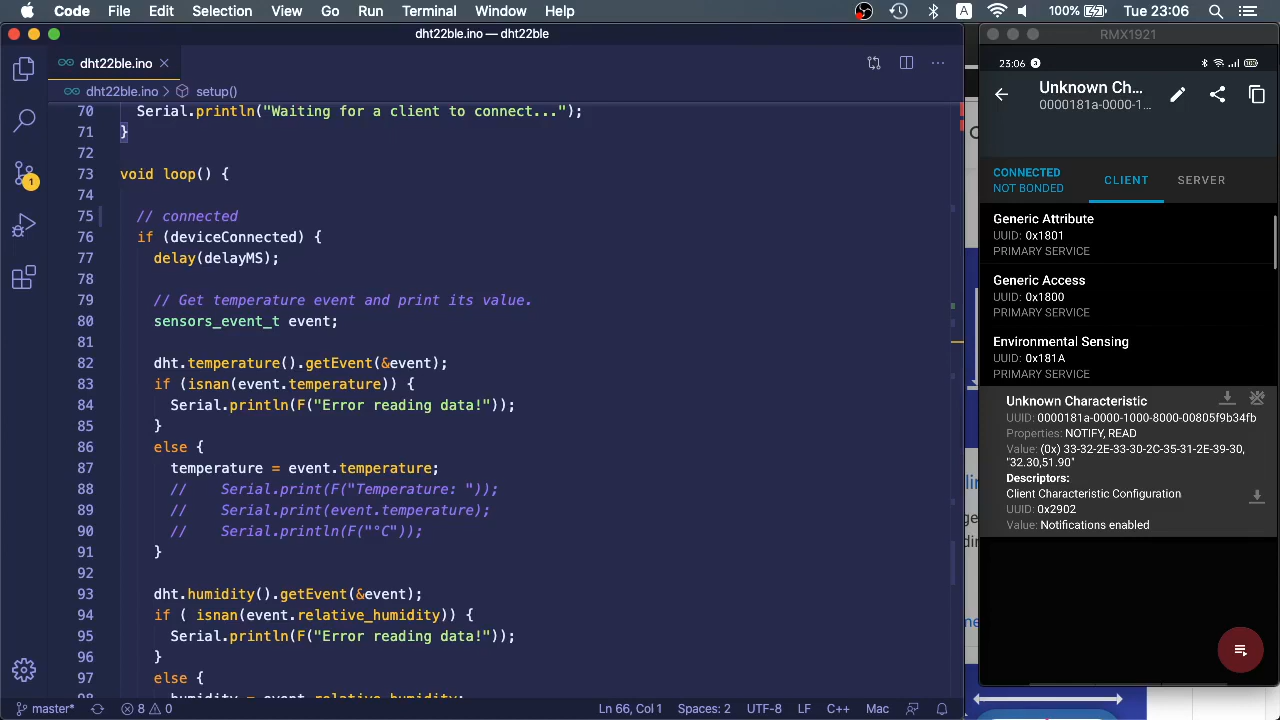 Code File Edit Selection View Go Run Terminal Window Help
A 100% Tue 23:06
dht22ble.ino — dht22ble
dht22ble.ino
dht22ble.ino > setup()
70 Serial.println("Waiting for a client to connect...");
71 }
72
73 void loop() {
74
75 // connected
76 if (deviceConnected) {
77 delay(delayMS);
78
79 // Get temperature event and print its value.
80 sensors_event_t event;
81
82 dht.temperature().getEvent(&event);
83 if (isnan(event.temperature)) {
84 Serial.println(F("Error reading data!"));
85 }
86 else {
87 temperature = event.temperature;
88 // Serial.print(F("Temperature: "));
89 // Serial.print(event.temperature);
90 // Serial.println(F("°C"));
91 }
92
93 dht.humidity().getEvent(&event);
94 if ( isnan(event.relative_humidity)) {
95 Serial.println(F("Error reading data!"));
96 }
97 else {
98 humidity = event.relative_humidity;
1
master* 8 0 Ln 66, Col 1 Spaces: 2 UTF-8 LF C++ Mac
RMX1921
23:06
Unknown Ch...
0000181a-0000-1...
CONNECTED
NOT BONDED
CLIENT
SERVER
Generic Attribute
UUID: 0x1801
PRIMARY SERVICE
Generic Access
UUID: 0x1800
PRIMARY SERVICE
Environmental Sensing
UUID: 0x181A
PRIMARY SERVICE
Unknown Characteristic
UUID: 0000181a-0000-1000-8000-00805f9b34fb
Properties: NOTIFY, READ
Value: (0x) 33-32-2E-33-30-2C-35-31-2E-39-30,
"32.30,51.90"
Descriptors:
Client Characteristic Configuration
UUID: 0x2902
Value: Notifications enabled